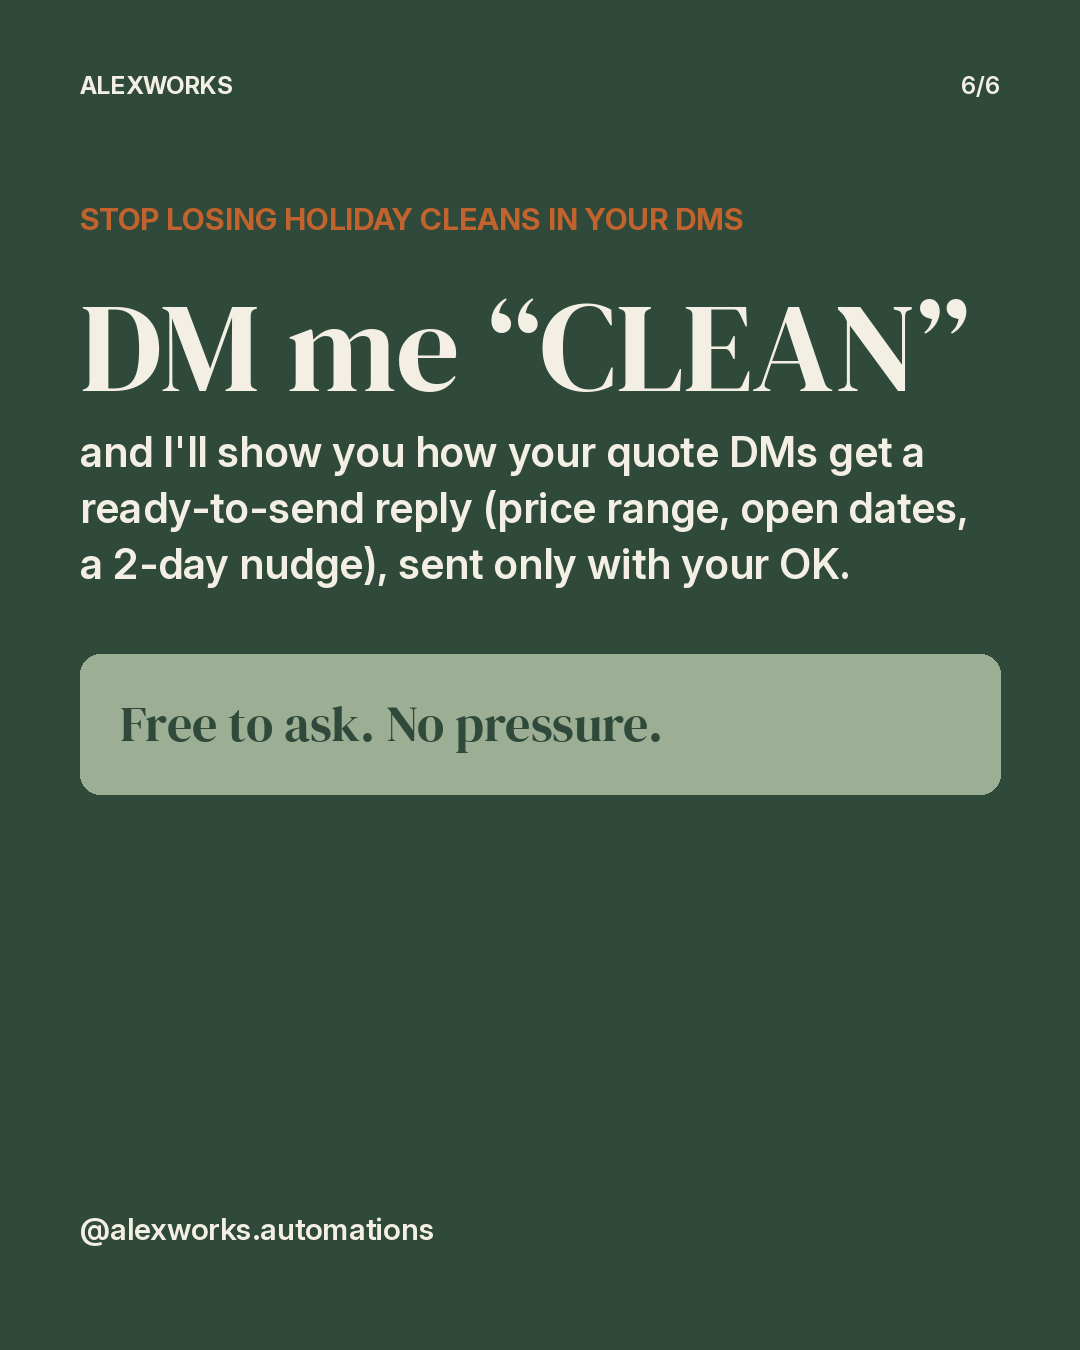 ALEXWORKS
6/6
STOP LOSING HOLIDAY CLEANS IN YOUR DMS
DM me “CLEAN”
and I'll show you how your quote DMs get a
ready-to-send reply (price range, open dates,
a 2-day nudge), sent only with your OK.
Free to ask. No pressure.
@alexworks.automations